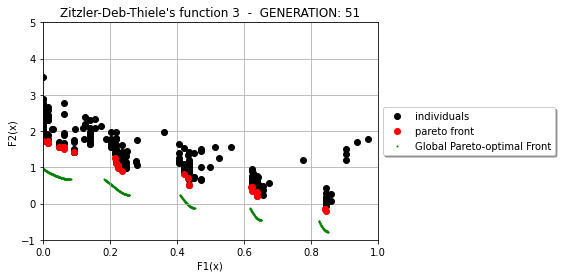 Zitzler-Deb-Thiele's function 3 - GENERATION: 51
5
4
3
2
1
0
−1
F2(x)
0.0 0.2 0.4 0.6 0.8 1.0
F1(x)
individuals
pareto front
Global Pareto-optimal Front